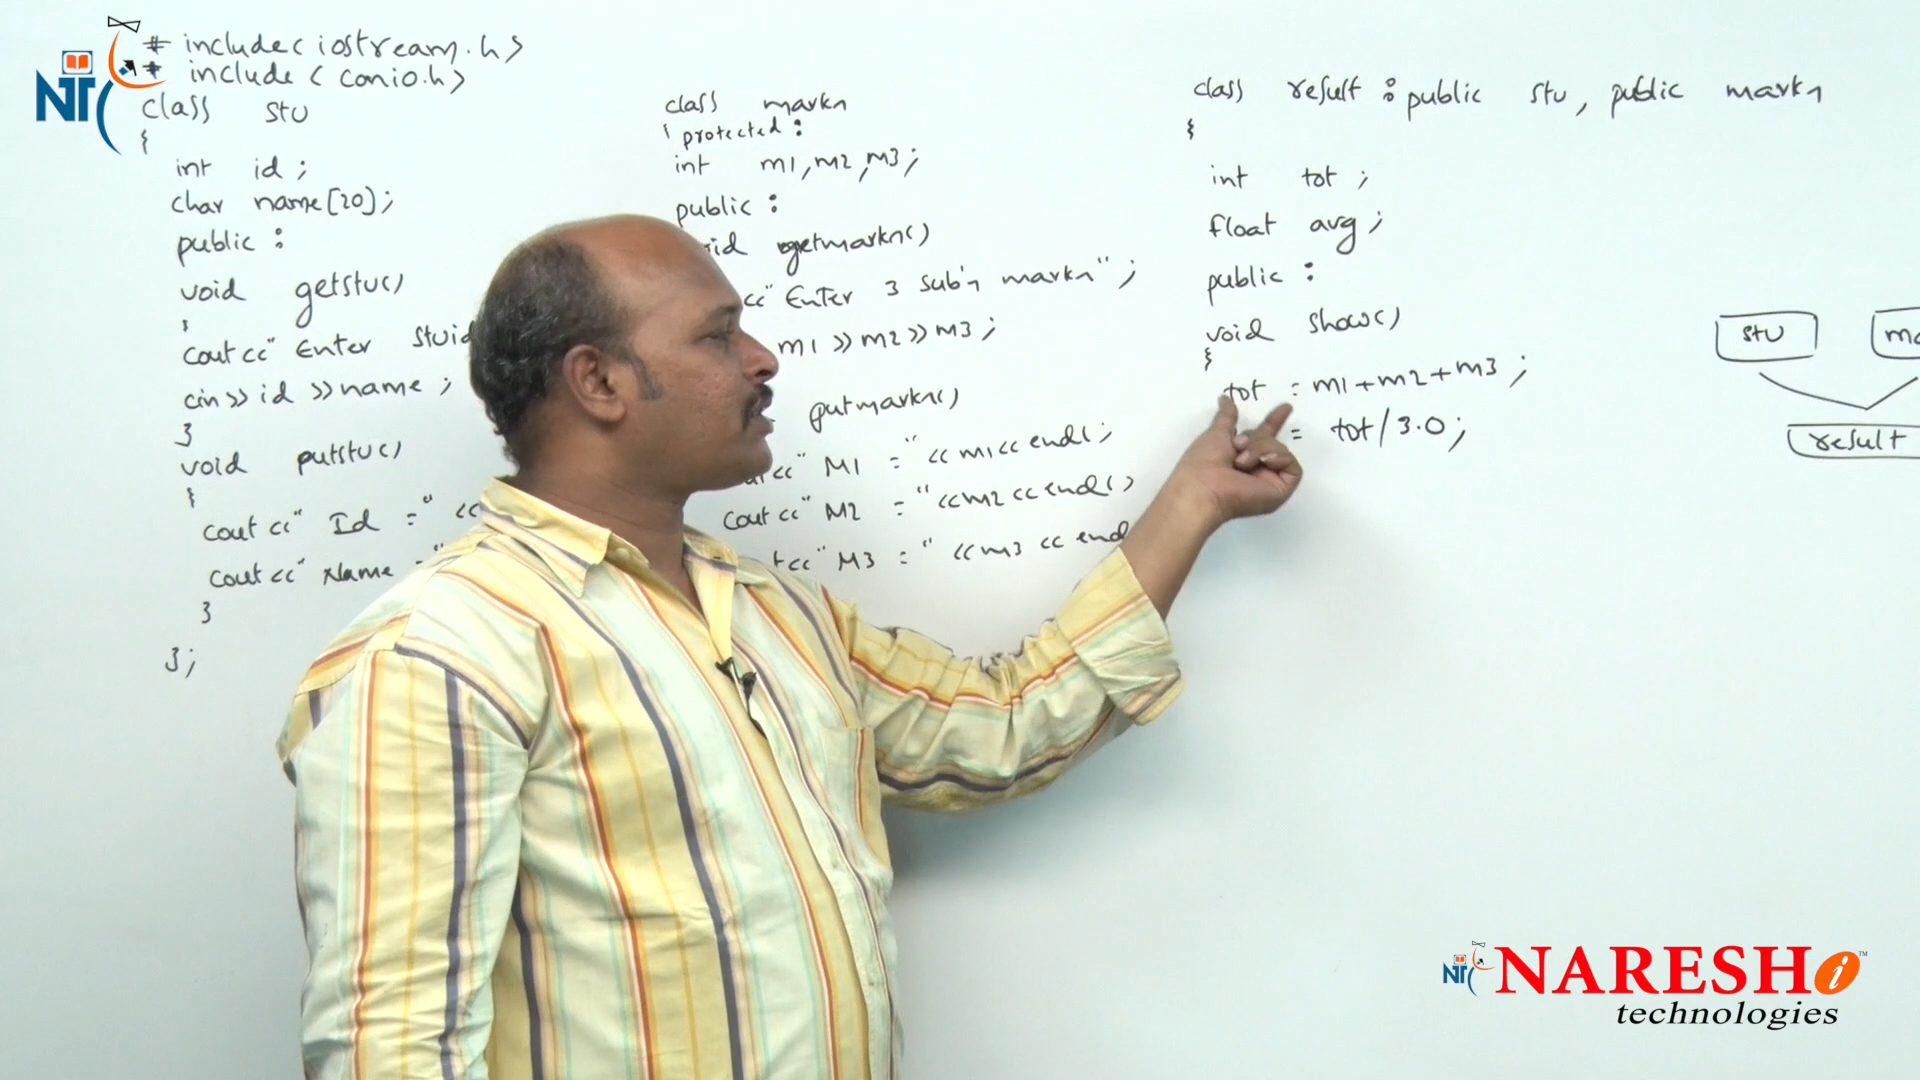 # include<iostream.h>
# include<conio.h>
class stu
{
int id;
char name[20];
public:
void getstu()
{
cout<<"Enter stuid
cin>>id>>name;
}
void putstu()
{
cout<<"Id =" <<
cout<<"Name ="
}
};
class marks
{ protected:
int m1,m2,m3;
public:
void getmarks()
<<"Enter 3 sub's marks";
m1>>m2>>m3;
putmarks()
<<"M1 = "<<m1<<endl;
cout<<"M2 = "<<m2<<endl;
<<"M3 = "<<m3<<end
class result : public stu, public marks
{
int tot;
float avg;
public:
void show()
{
tot = m1+m2+m3;
= tot/3.0;
stu
result
NT
NARESH i ™
technologies